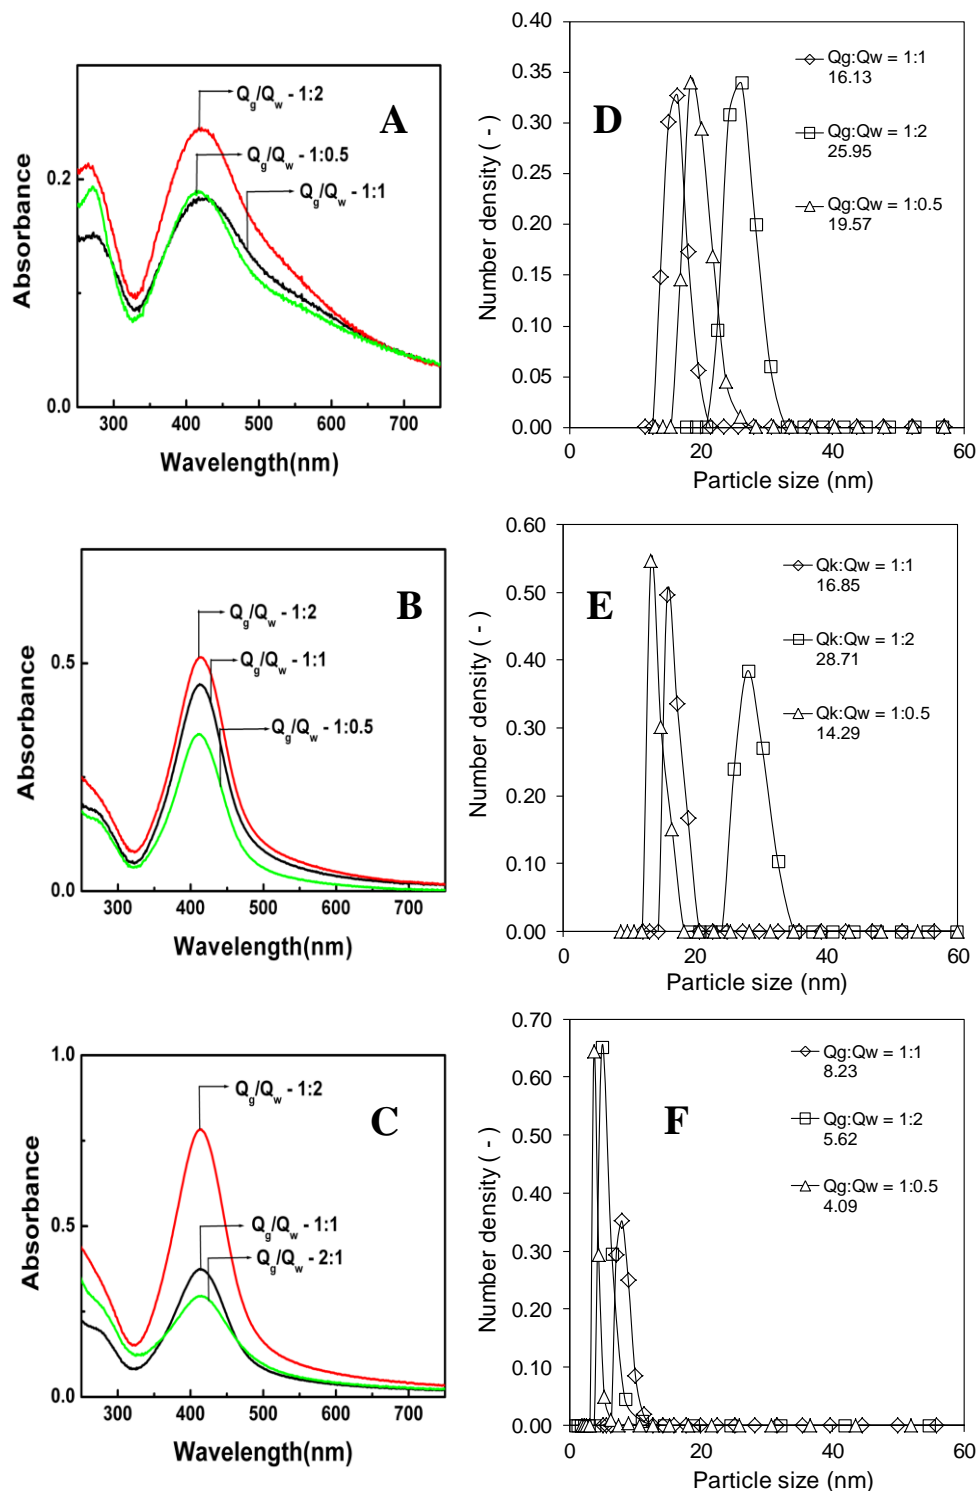 A
Absorbance
0.2
0.0
Qg/Qw - 1:2
Qg/Qw - 1:0.5
Qg/Qw - 1:1
300 400 500 600 700
Wavelength(nm)
D
Number density ( - )
0.40
0.35
0.30
0.25
0.20
0.15
0.10
0.05
0.00
Qg:Qw = 1:1
16.13
Qg:Qw = 1:2
25.95
Qg:Qw = 1:0.5
19.57
0 20 40 60
Particle size (nm)
B
Absorbance
0.5
0.0
Qg/Qw - 1:2
Qg/Qw - 1:1
Qg/Qw - 1:0.5
300 400 500 600 700
Wavelength(nm)
E
Number density ( - )
0.60
0.50
0.40
0.30
0.20
0.10
0.00
Qk:Qw = 1:1
16.85
Qk:Qw = 1:2
28.71
Qk:Qw = 1:0.5
14.29
0 20 40 60
Particle size (nm)
C
Absorbance
1.0
0.5
0.0
Qg/Qw - 1:2
Qg/Qw - 1:1
Qg/Qw - 2:1
300 400 500 600 700
Wavelength(nm)
F
Number density ( - )
0.70
0.60
0.50
0.40
0.30
0.20
0.10
0.00
Qg:Qw = 1:1
8.23
Qg:Qw = 1:2
5.62
Qg:Qw = 1:0.5
4.09
0 20 40 60
Particle size (nm)